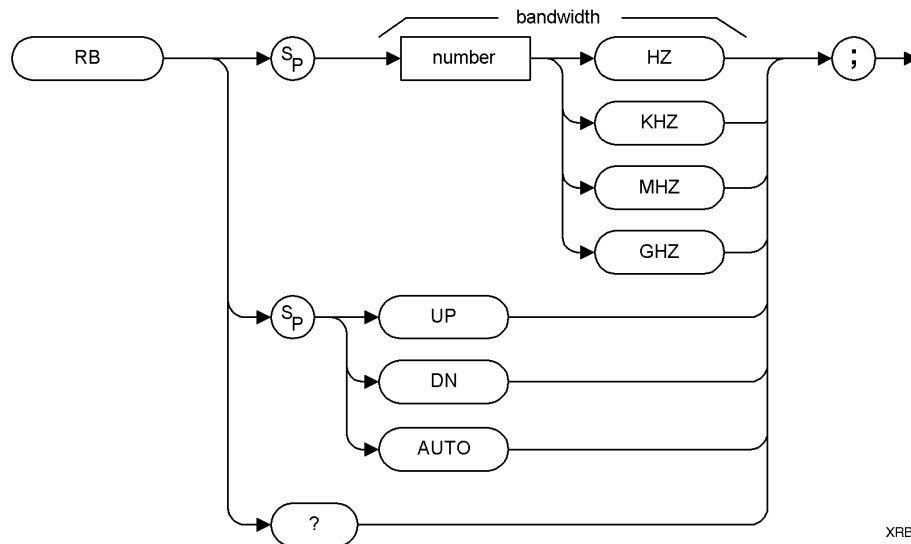 bandwidth
RB SP number HZ ;
KHZ
MHZ
GHZ
SP UP
DN
AUTO
?
XRB